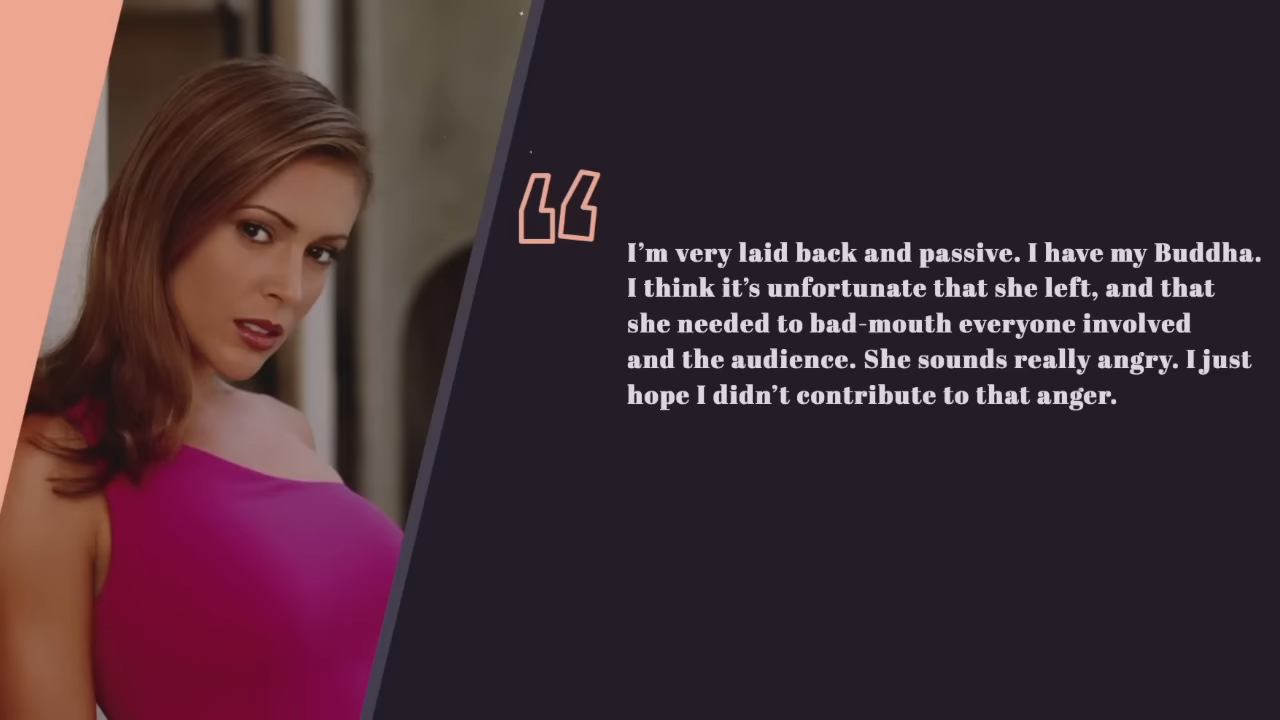 I’m very laid back and passive. I have my Buddha.
I think it’s unfortunate that she left, and that
she needed to bad-mouth everyone involved
and the audience. She sounds really angry. I just
hope I didn’t contribute to that anger.